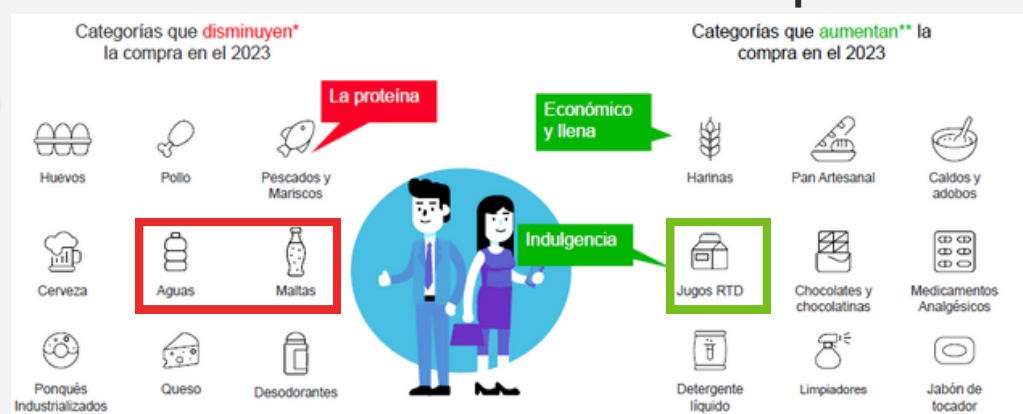 Categorías que disminuyen*
la compra en el 2023
La proteína
Huevos
Pollo
Pescados y
Mariscos
Cerveza
Aguas
Maltas
Ponqués
Industrializados
Queso
Desodorantes
Categorías que aumentan** la
compra en el 2023
Económico
y llena
Harinas
Pan Artesanal
Caldos y
adobos
Indulgencia
Jugos RTD
Chocolates y
chocolatinas
Medicamentos
Analgésicos
Detergente
líquido
Limpiadores
Jabón de
tocador